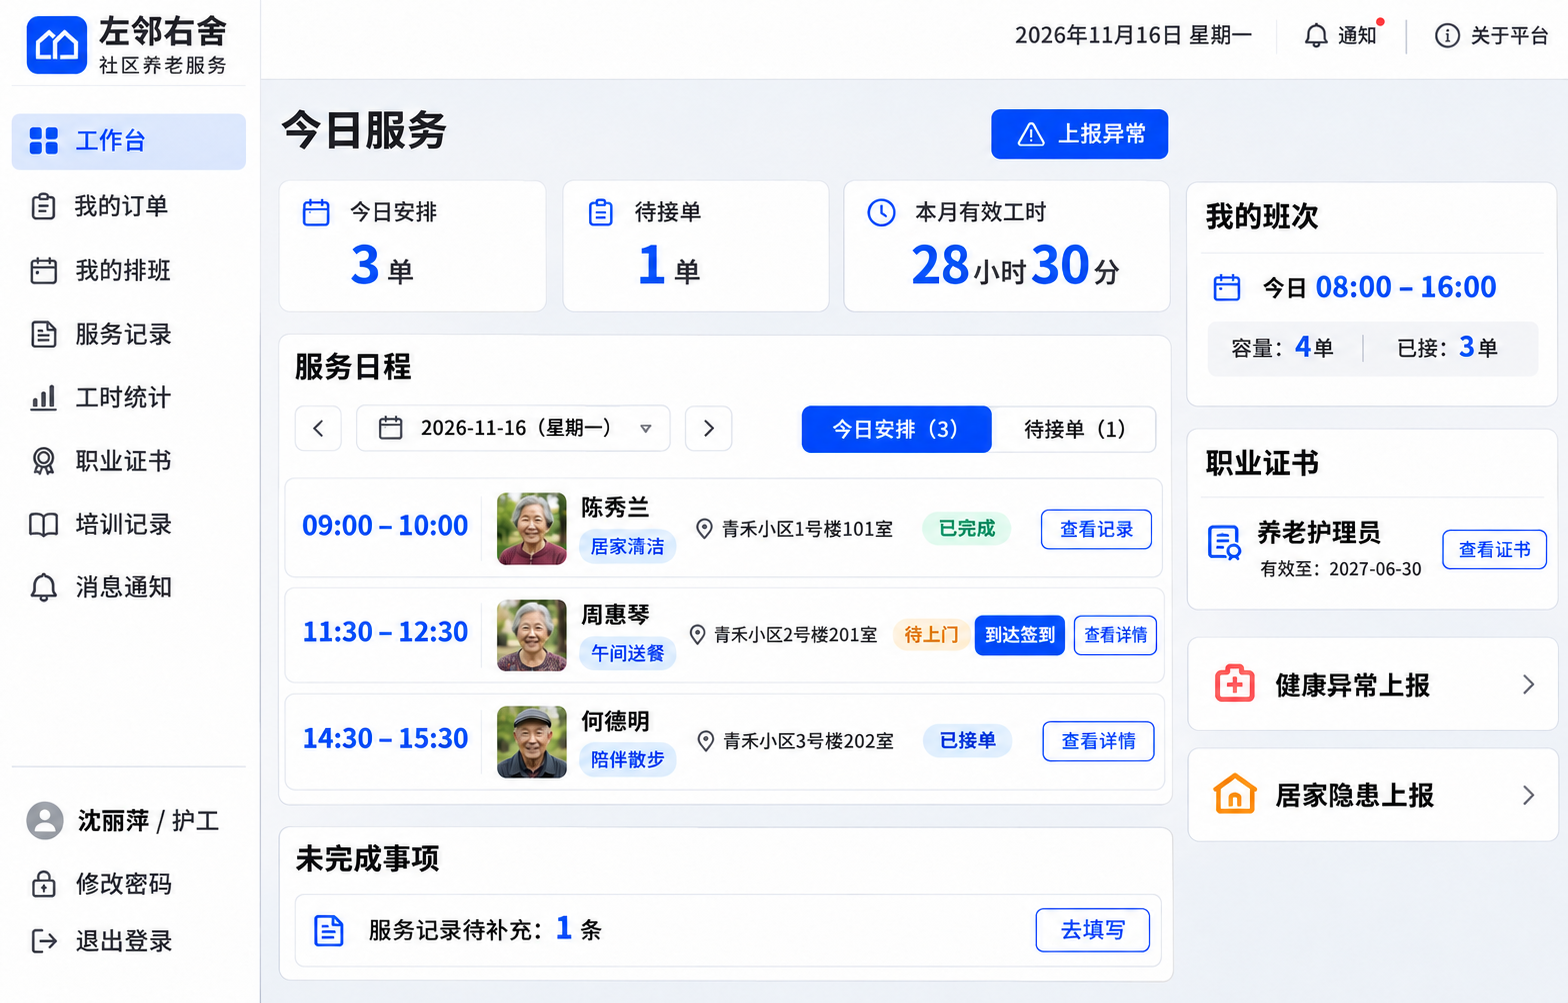 左邻右舍
社区养老服务
2026年11月16日 星期一
通知
关于平台
工作台
我的订单
我的排班
服务记录
工时统计
职业证书
培训记录
消息通知
沈丽萍 / 护工
修改密码
退出登录
今日服务
上报异常
今日安排
3 单
待接单
1 单
本月有效工时
28小时30分
服务日程
2026-11-16（星期一）
今日安排（3）
待接单（1）
09:00 – 10:00
陈秀兰
居家清洁
青禾小区1号楼101室
已完成
查看记录
11:30 – 12:30
周惠琴
午间送餐
青禾小区2号楼201室
待上门
到达签到
查看详情
14:30 – 15:30
何德明
陪伴散步
青禾小区3号楼202室
已接单
查看详情
未完成事项
服务记录待补充：1 条
去填写
我的班次
今日 08:00 – 16:00
容量：4单
已接：3单
职业证书
养老护理员
有效至：2027-06-30
查看证书
健康异常上报
居家隐患上报